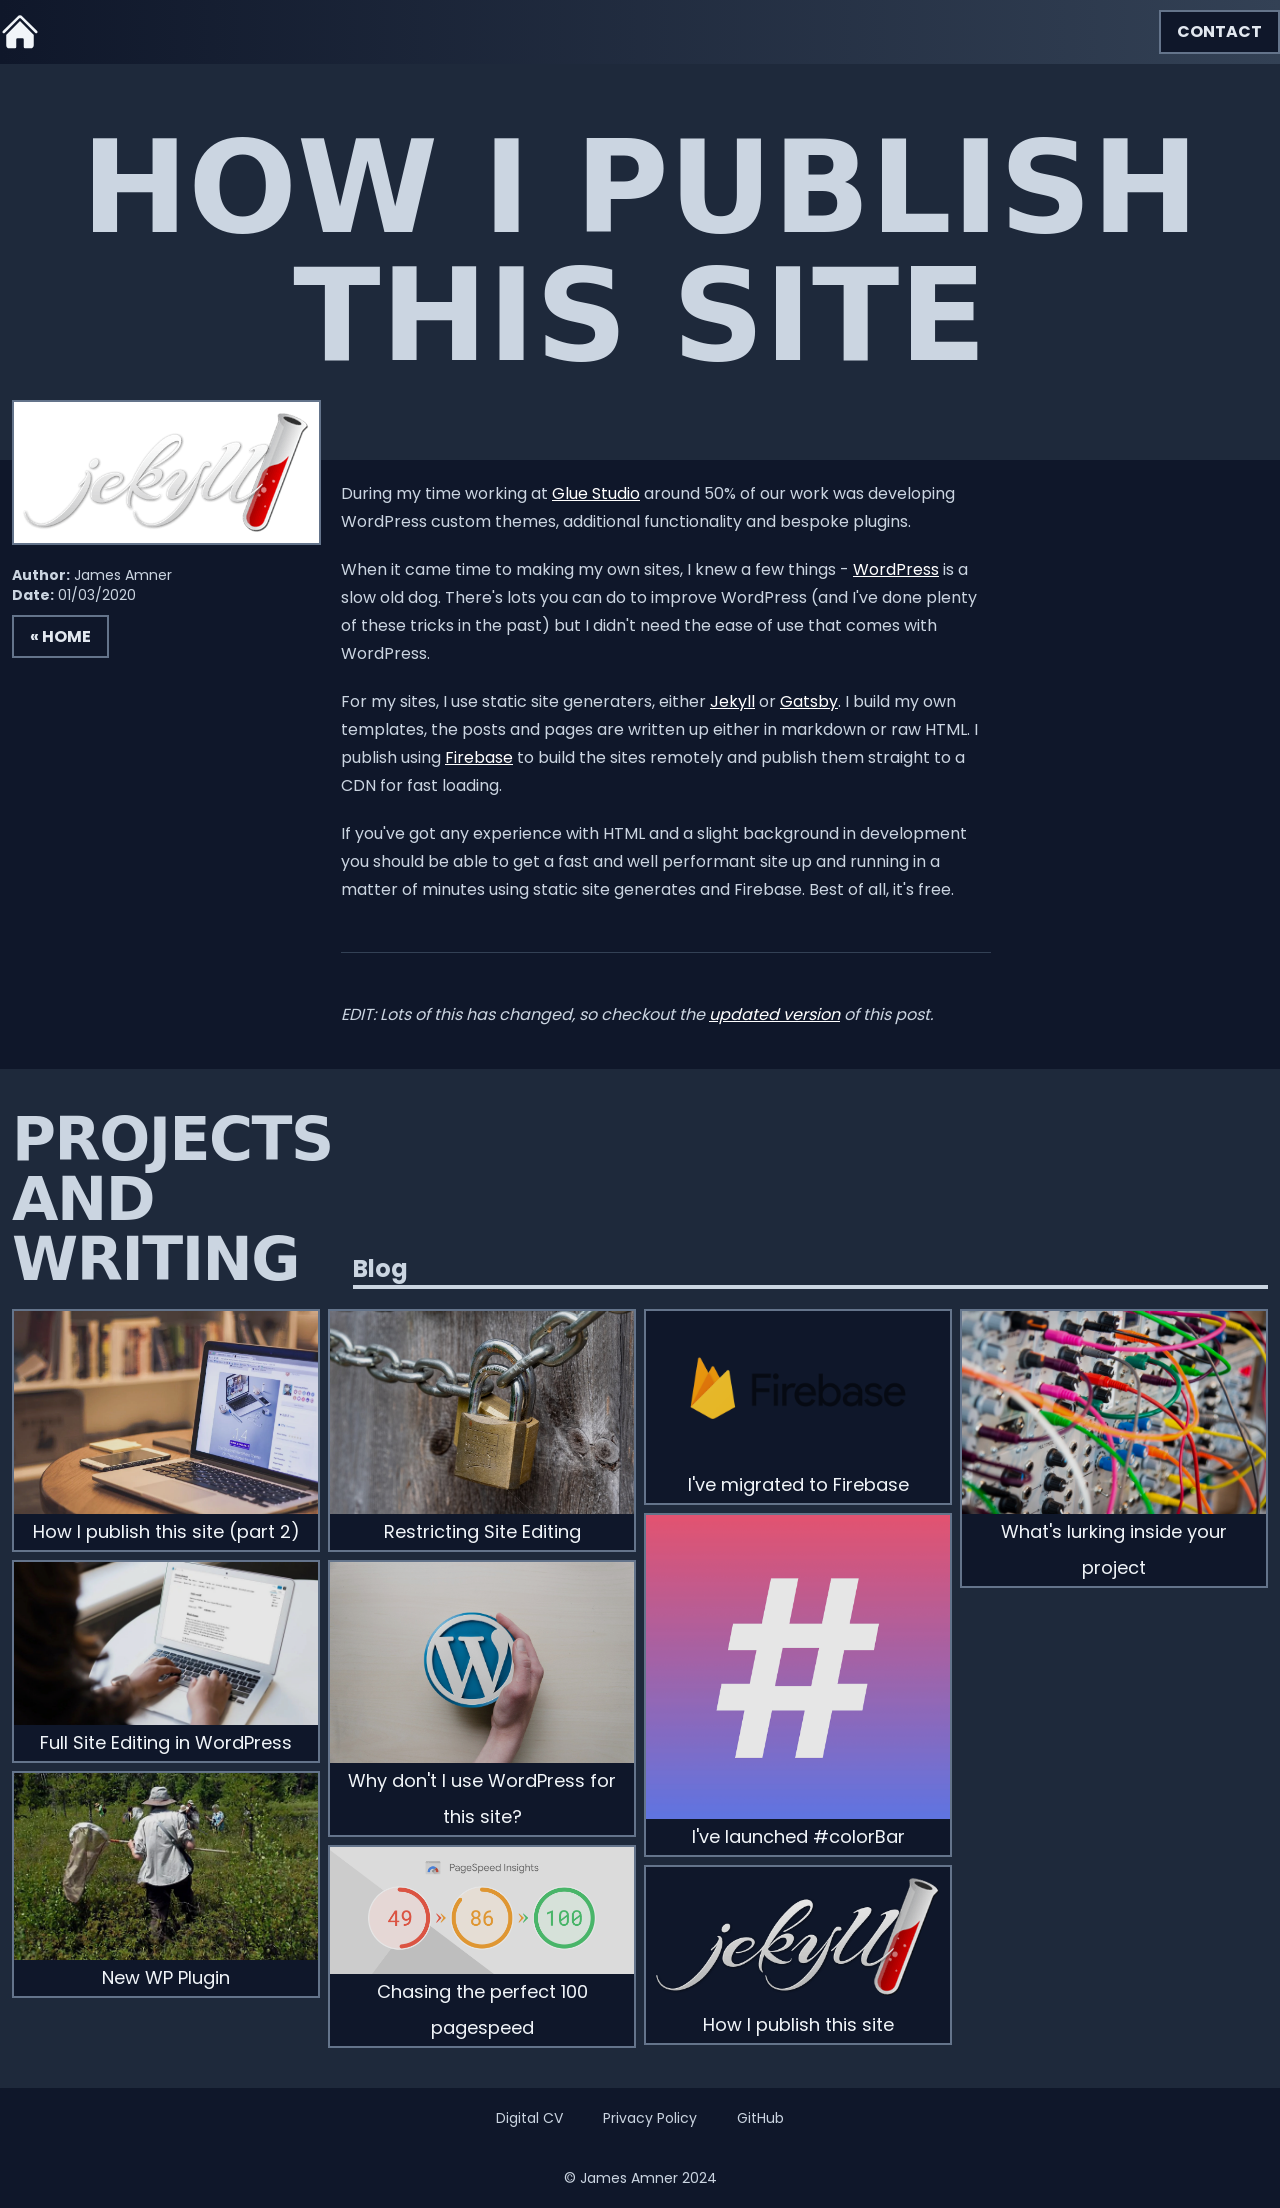 CONTACT
HOW I PUBLISH
THIS SITE
jekyll
Author: James Amner
Date: 01/03/2020
« HOME
During my time working at Glue Studio around 50% of our work was developing
WordPress custom themes, additional functionality and bespoke plugins.
When it came time to making my own sites, I knew a few things - WordPress is a
slow old dog. There's lots you can do to improve WordPress (and I've done plenty
of these tricks in the past) but I didn't need the ease of use that comes with
WordPress.
For my sites, I use static site generaters, either Jekyll or Gatsby. I build my own
templates, the posts and pages are written up either in markdown or raw HTML. I
publish using Firebase to build the sites remotely and publish them straight to a
CDN for fast loading.
If you've got any experience with HTML and a slight background in development
you should be able to get a fast and well performant site up and running in a
matter of minutes using static site generates and Firebase. Best of all, it's free.
EDIT: Lots of this has changed, so checkout the updated version of this post.
PROJECTS
AND
WRITING
Blog
How I publish this site (part 2)
Full Site Editing in WordPress
New WP Plugin
Restricting Site Editing
W
Why don't I use WordPress for
this site?
PageSpeed Insights
49 » 86 » 100
Chasing the perfect 100
pagespeed
Firebase
I've migrated to Firebase
#
I've launched #colorBar
jekyll
How I publish this site
What's lurking inside your
project
Digital CV Privacy Policy GitHub
© James Amner 2024